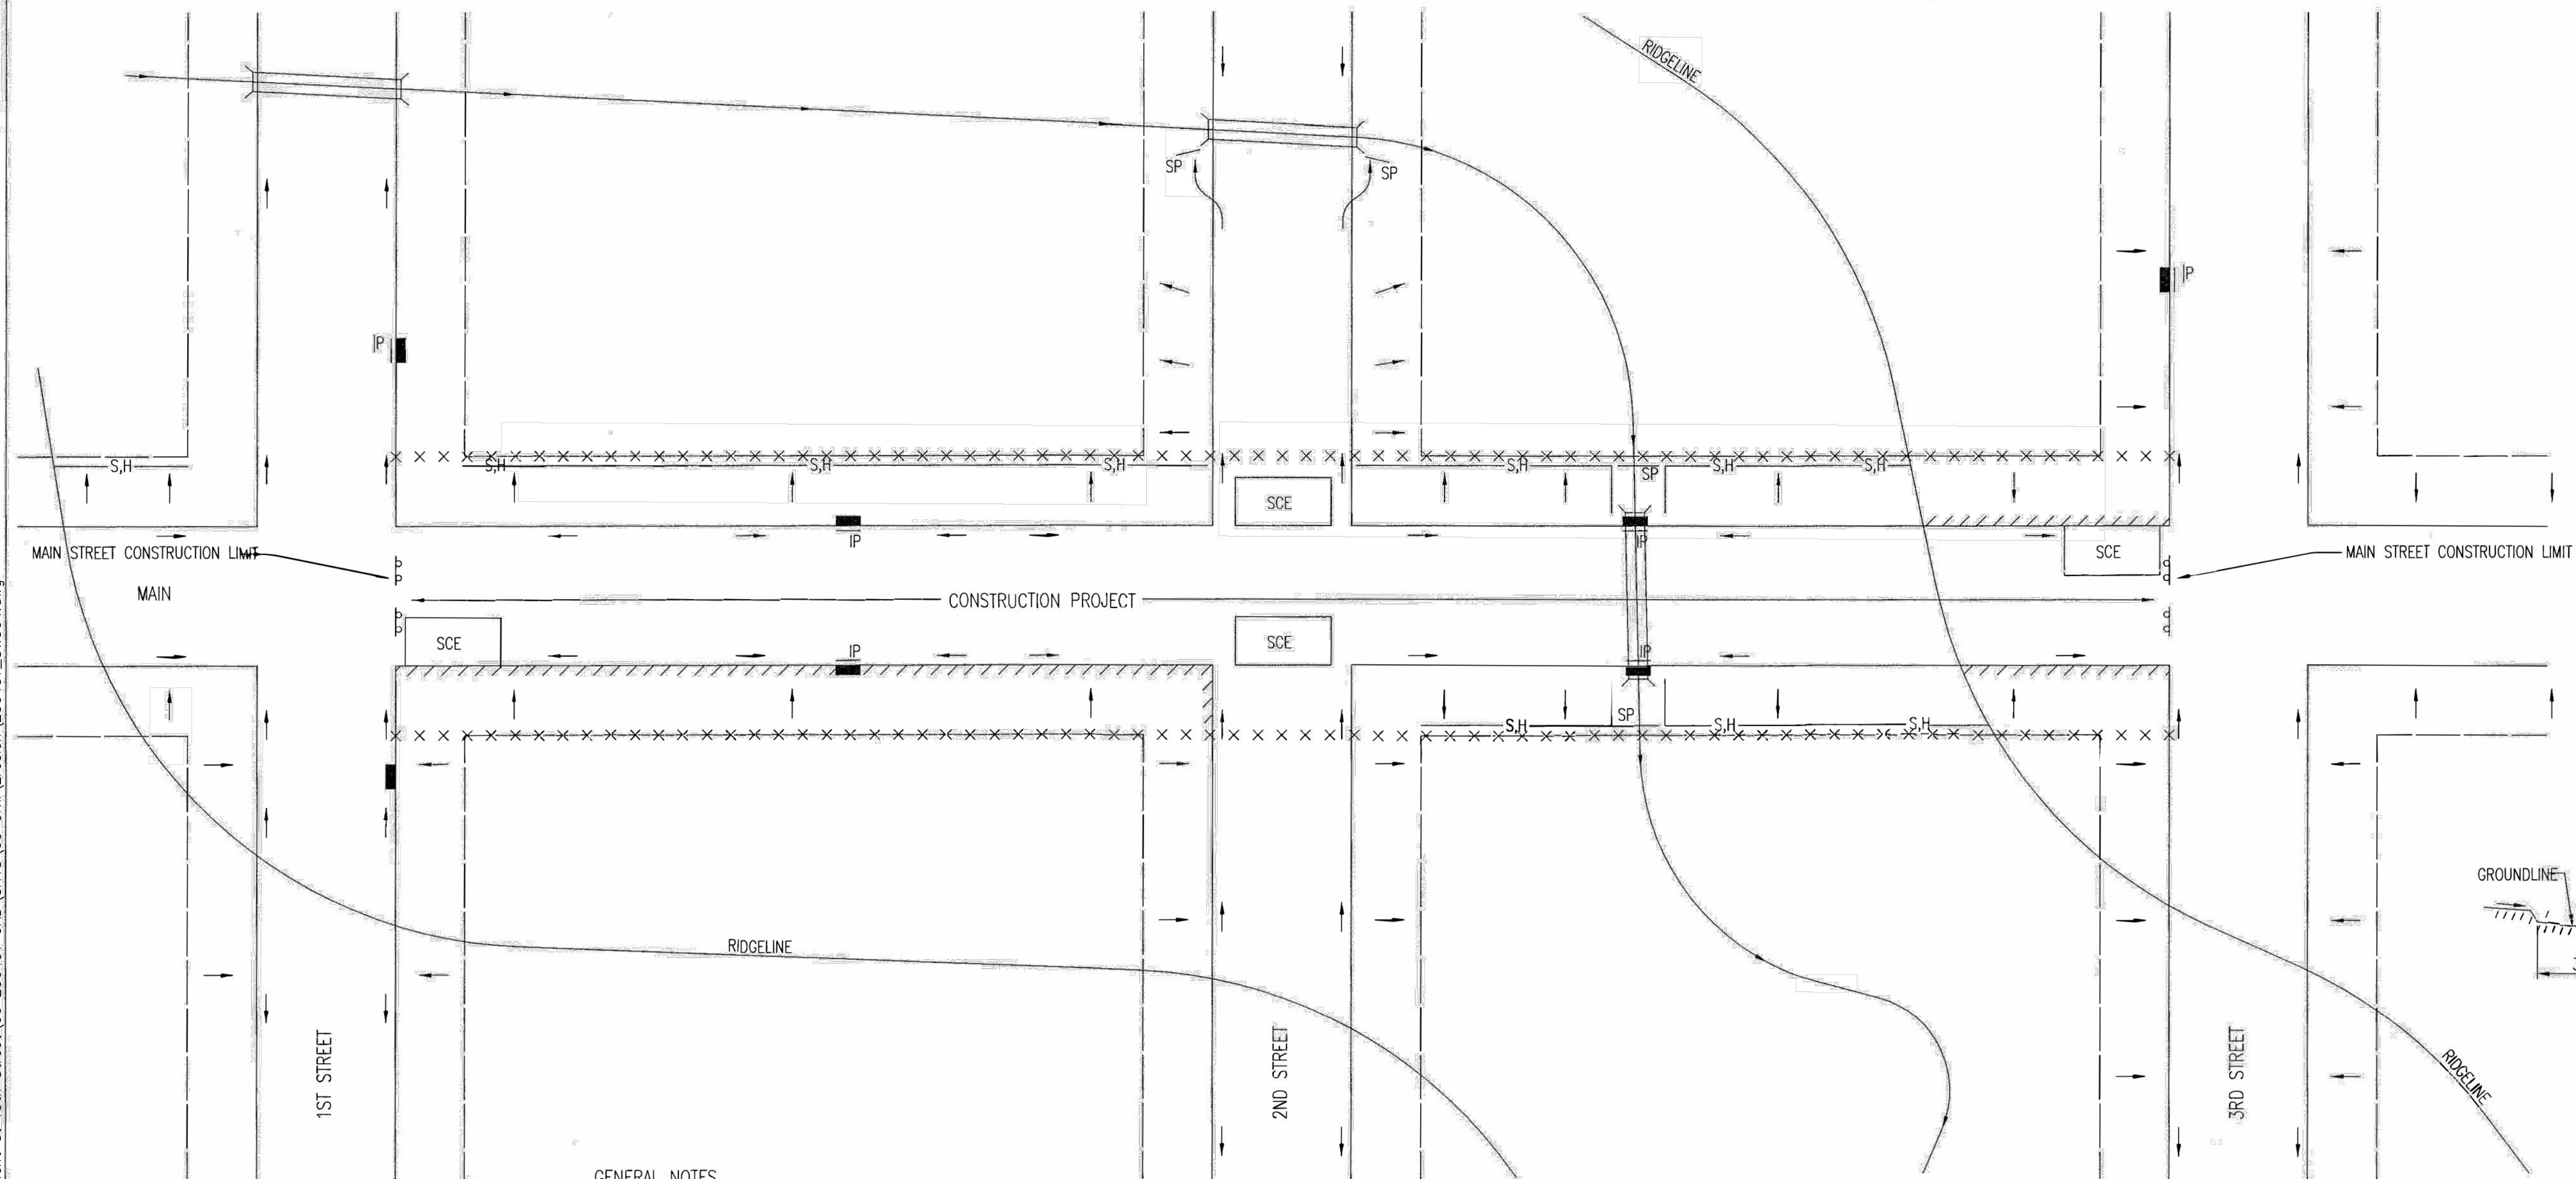 RIDGELINE
SP
SP
IP
IP
S,H
S,H
S,H
S,H
S,H
SP
S,H
S,H
SCE
MAIN STREET CONSTRUCTION LIMIT
IP
IP
SCE
MAIN STREET CONSTRUCTION LIMIT
MAIN
CONSTRUCTION PROJECT
SCE
SCE
IP
IP
S,H
SP
S,H
S,H
GROUNDLINE
RIDGELINE
1ST STREET
2ND STREET
3RD STREET
RIDGELINE
GENERAL NOTES